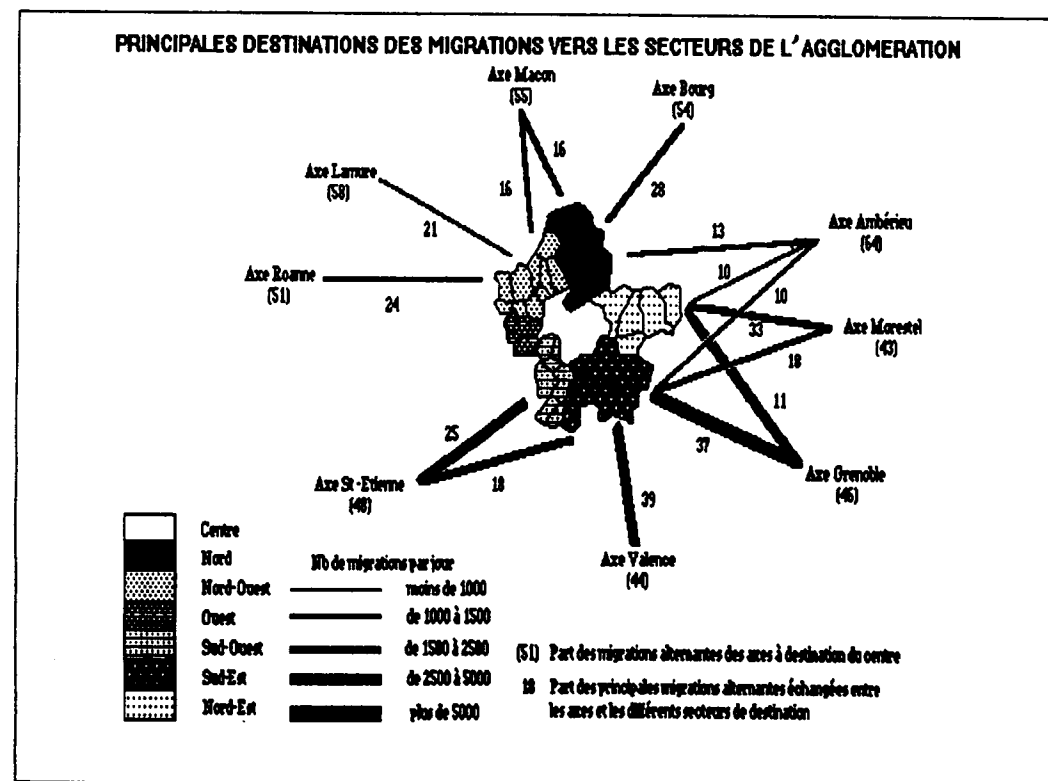 PRINCIPALES DESTINATIONS DES MIGRATIONS VERS LES SECTEURS DE L'AGGLOMERATION
Axe Macon
(55)
Axe Bourg
(54)
16
16
28
Axe Lamure
(58)
21
Axe Ambérieu
(64)
13
10
10
Axe Roanne
(51)
24
33
Axe Morestel
(43)
18
11
25
18
37
39
Axe St-Etienne
(48)
Axe Grenoble
(46)
Axe Valence
(44)
Centre
Nord
Nb de migrations par jour
Nord-Ouest
moins de 1000
Ouest
de 1000 à 1500
Sud-Ouest
de 1500 à 2500
(51) Part des migrations alternantes des axes à destination du centre
Sud-Est
de 2500 à 5000
18 Part des principales migrations alternantes échangées entre
les axes et les différents secteurs de destination
Nord-Est
plus de 5000